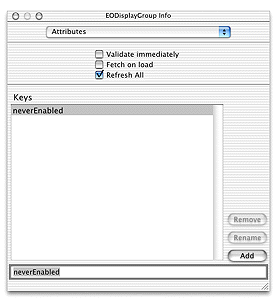 EODisplayGroup Info
Attributes
Validate immediately
Fetch on load
Refresh All
Keys
neverEnabled
Remove
Rename
Add
neverEnabled